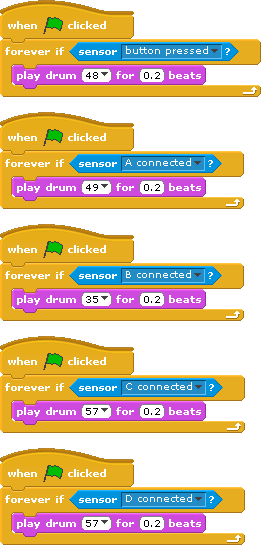 when clicked
forever if sensor button pressed ?
play drum 48 for 0.2 beats
when clicked
forever if sensor A connected ?
play drum 49 for 0.2 beats
when clicked
forever if sensor B connected ?
play drum 35 for 0.2 beats
when clicked
forever if sensor C connected ?
play drum 57 for 0.2 beats
when clicked
forever if sensor D connected ?
play drum 57 for 0.2 beats